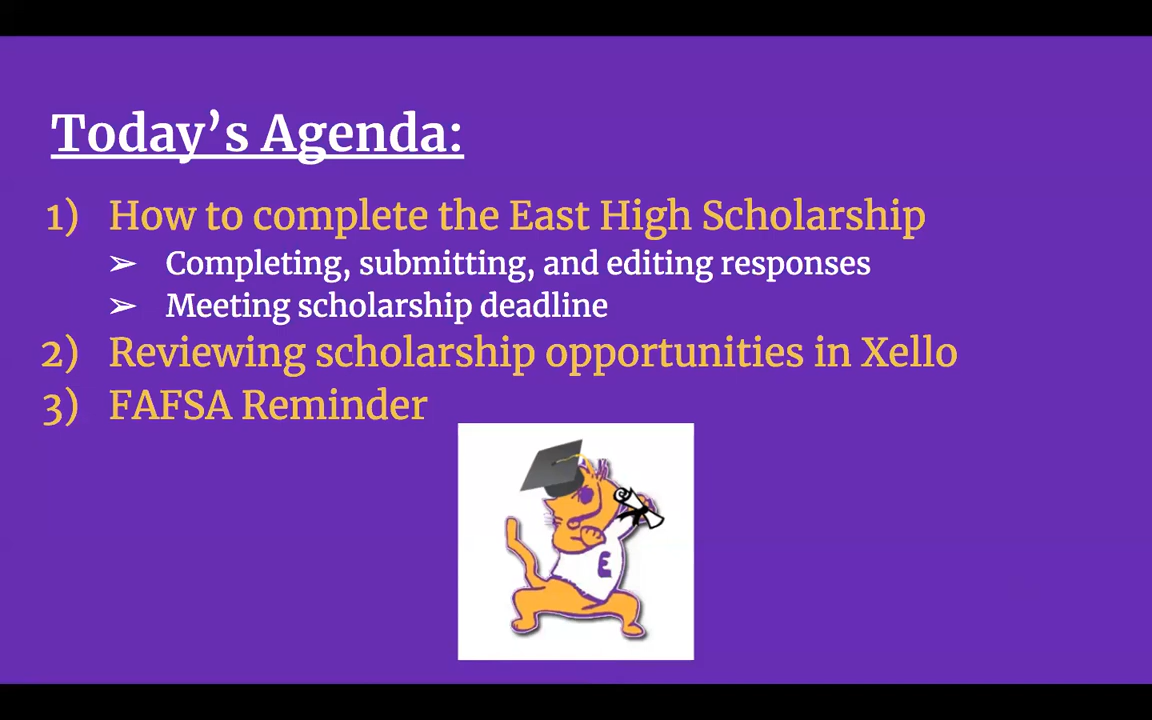 Today’s Agenda:
1) How to complete the East High Scholarship
➢ Completing, submitting, and editing responses
➢ Meeting scholarship deadline
2) Reviewing scholarship opportunities in Xello
3) FAFSA Reminder
E